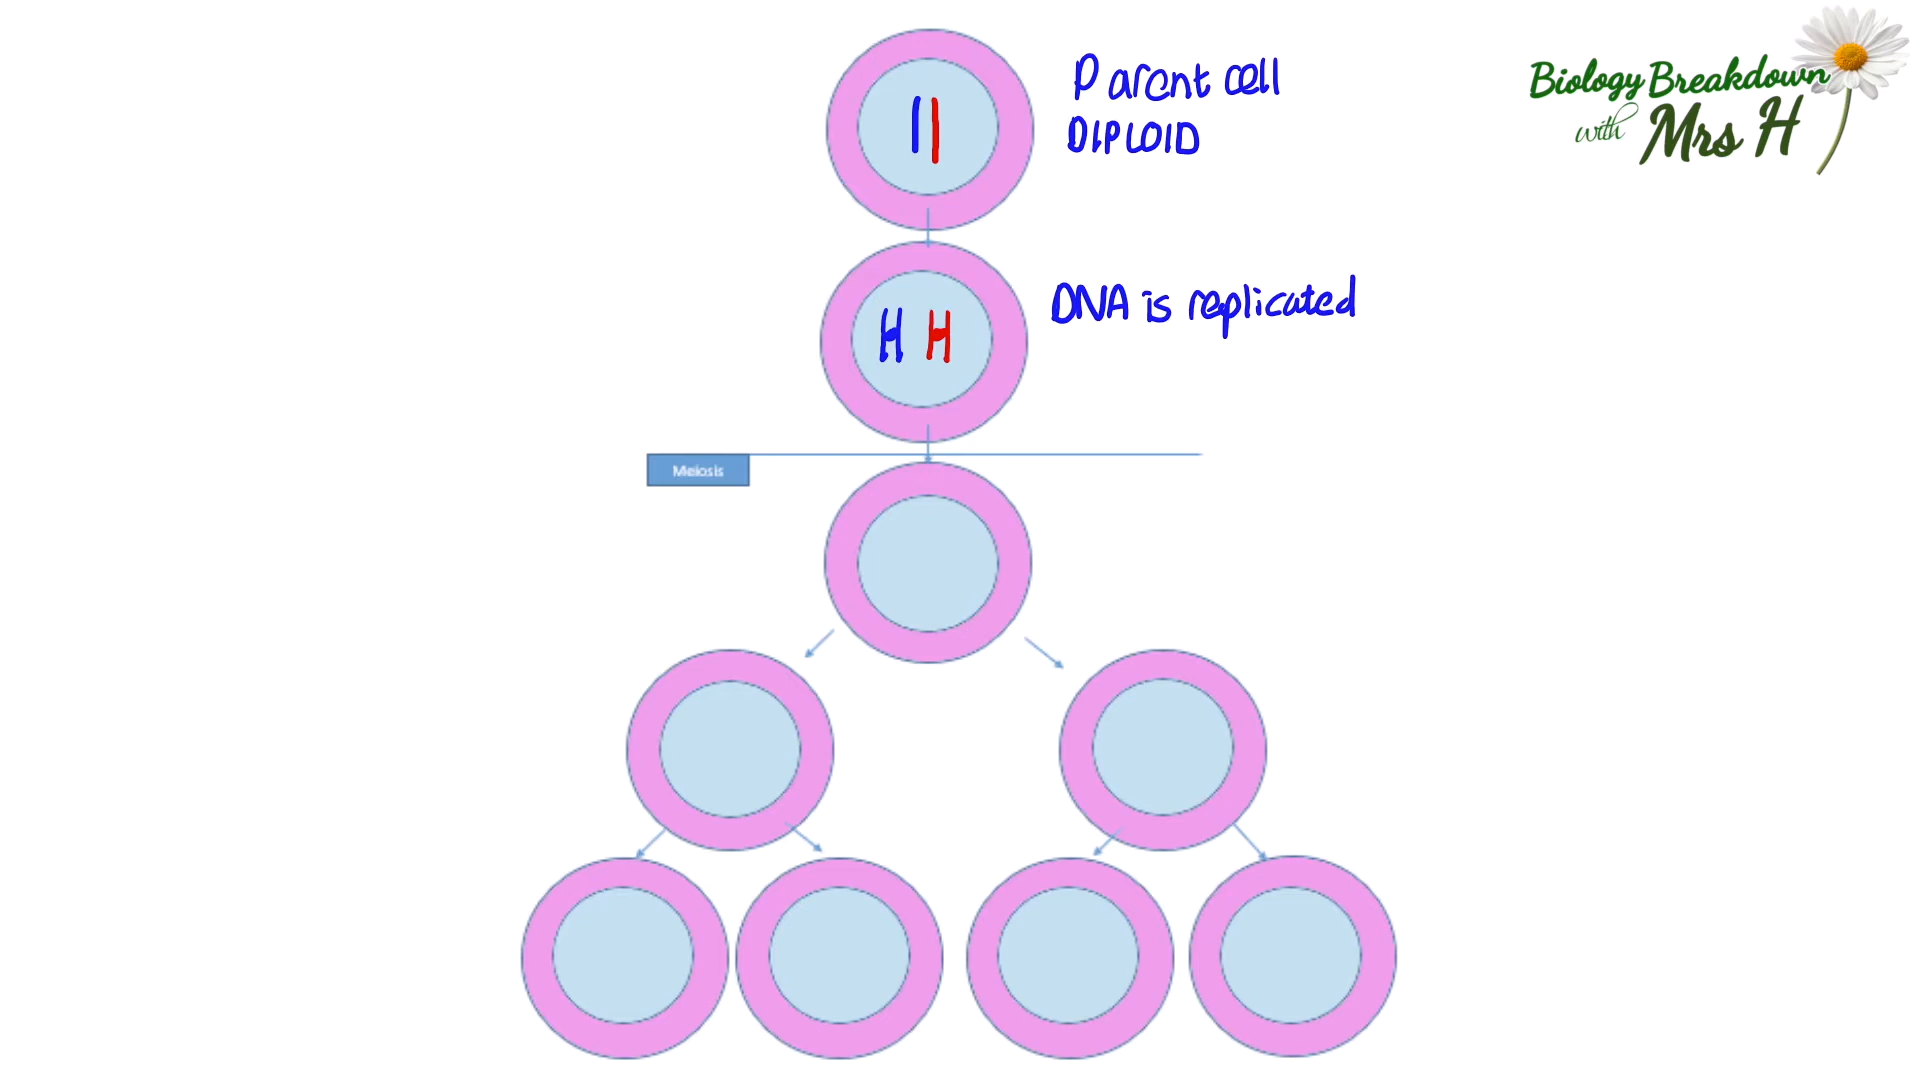 Parent cell
DIPLOID
Biology Breakdown
with Mrs H
DNA is replicated
Meiosis